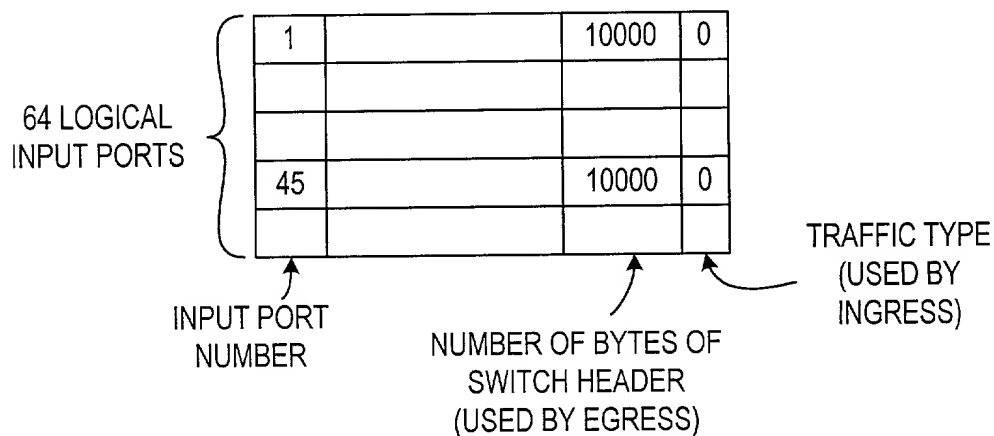 1 10000 0
64 LOGICAL
INPUT PORTS
45 10000 0
INPUT PORT
NUMBER
NUMBER OF BYTES OF
SWITCH HEADER
(USED BY EGRESS)
TRAFFIC TYPE
(USED BY
INGRESS)